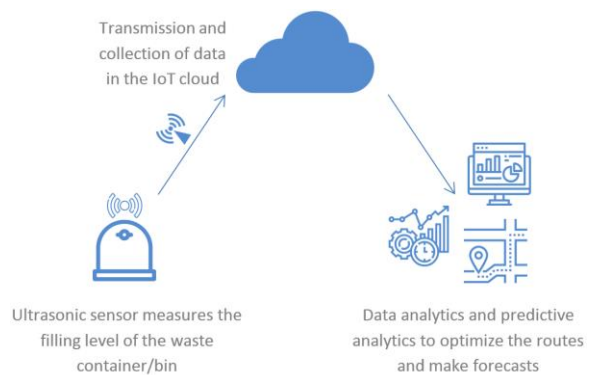 Transmission and
collection of data
in the IoT cloud
Ultrasonic sensor measures the
filling level of the waste
container/bin
Data analytics and predictive
analytics to optimize the routes
and make forecasts